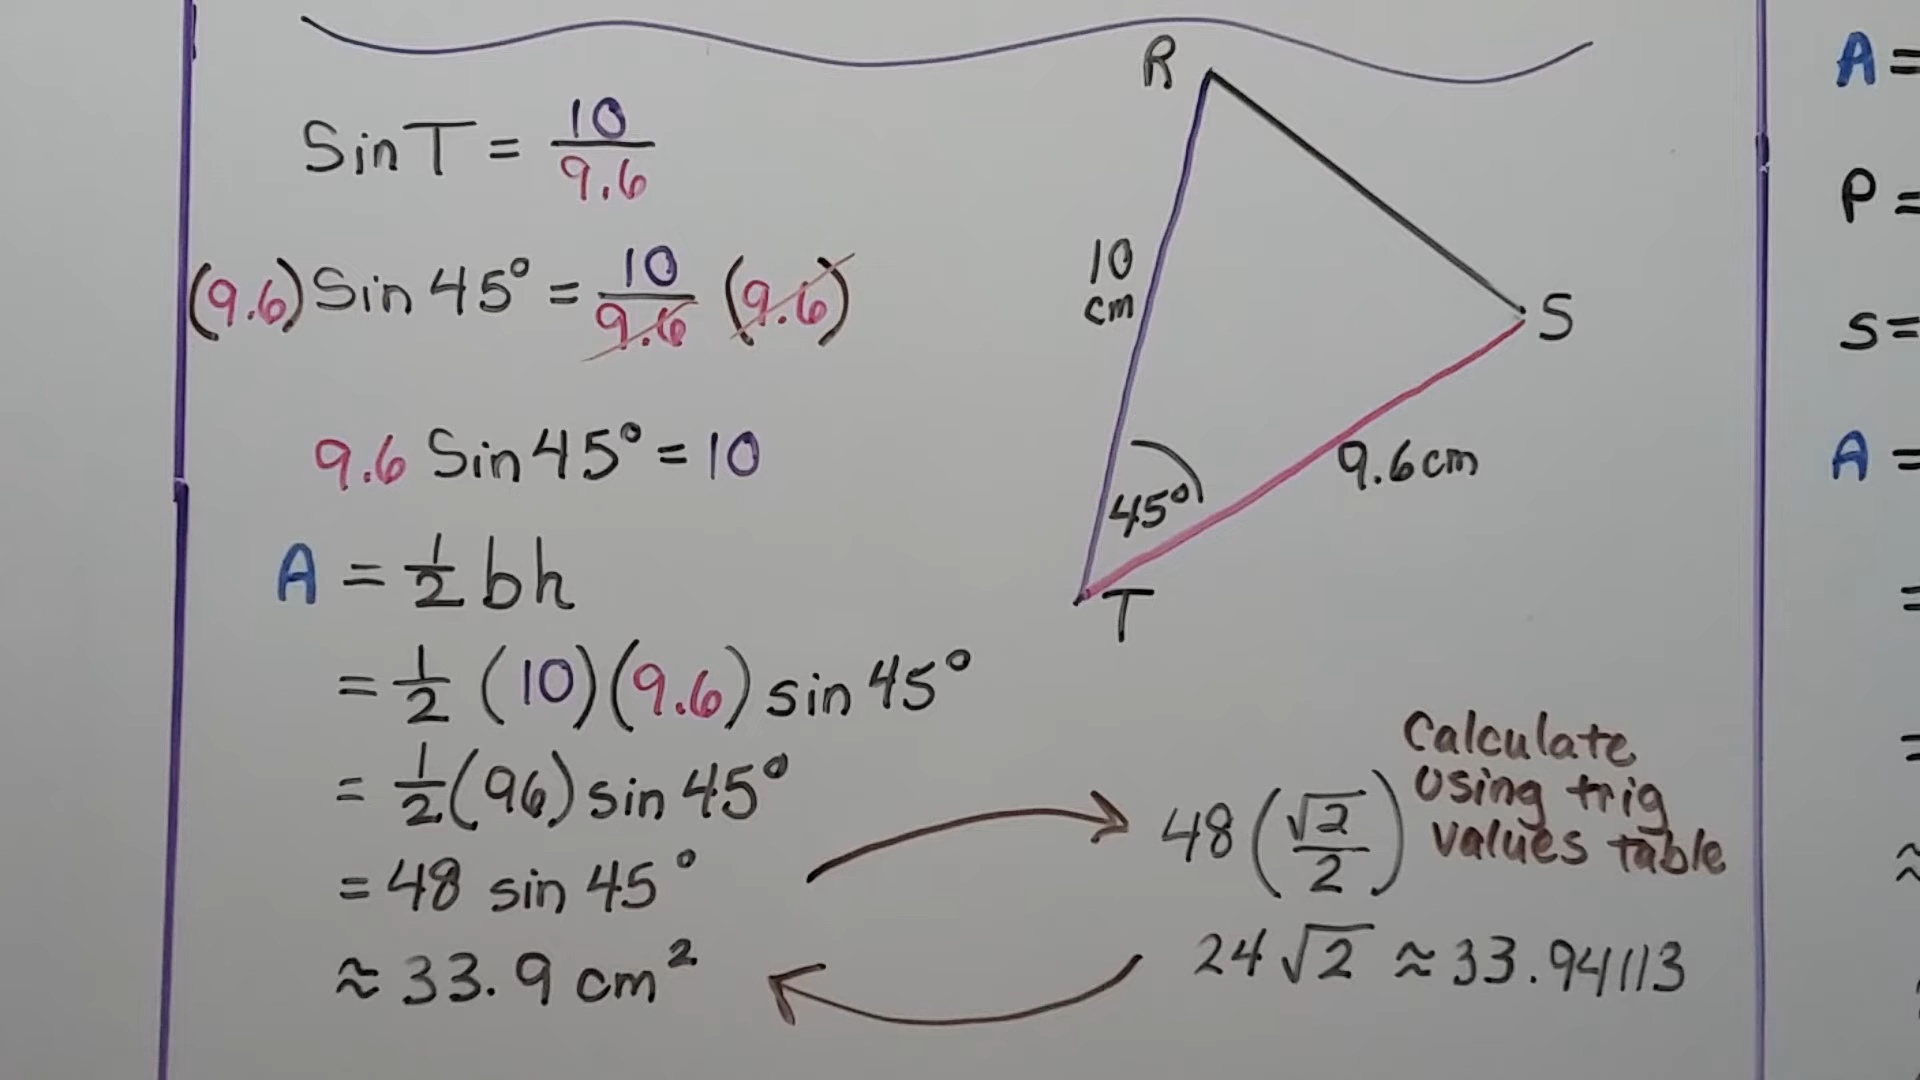 Sin T = 10/9.6
(9.6) Sin 45° = 10/9.6 (9.6)
9.6 Sin 45° = 10
A = 1/2 bh
= 1/2 (10)(9.6) sin 45°
= 1/2 (96) sin 45°
= 48 sin 45°
≈ 33.9 cm²
R
10 cm
S
9.6 cm
45°
T
Calculate
using trig
values table
48 (√2/2)
24 √2 ≈ 33.94113
A =
P =
S =
A =
=
=
≈